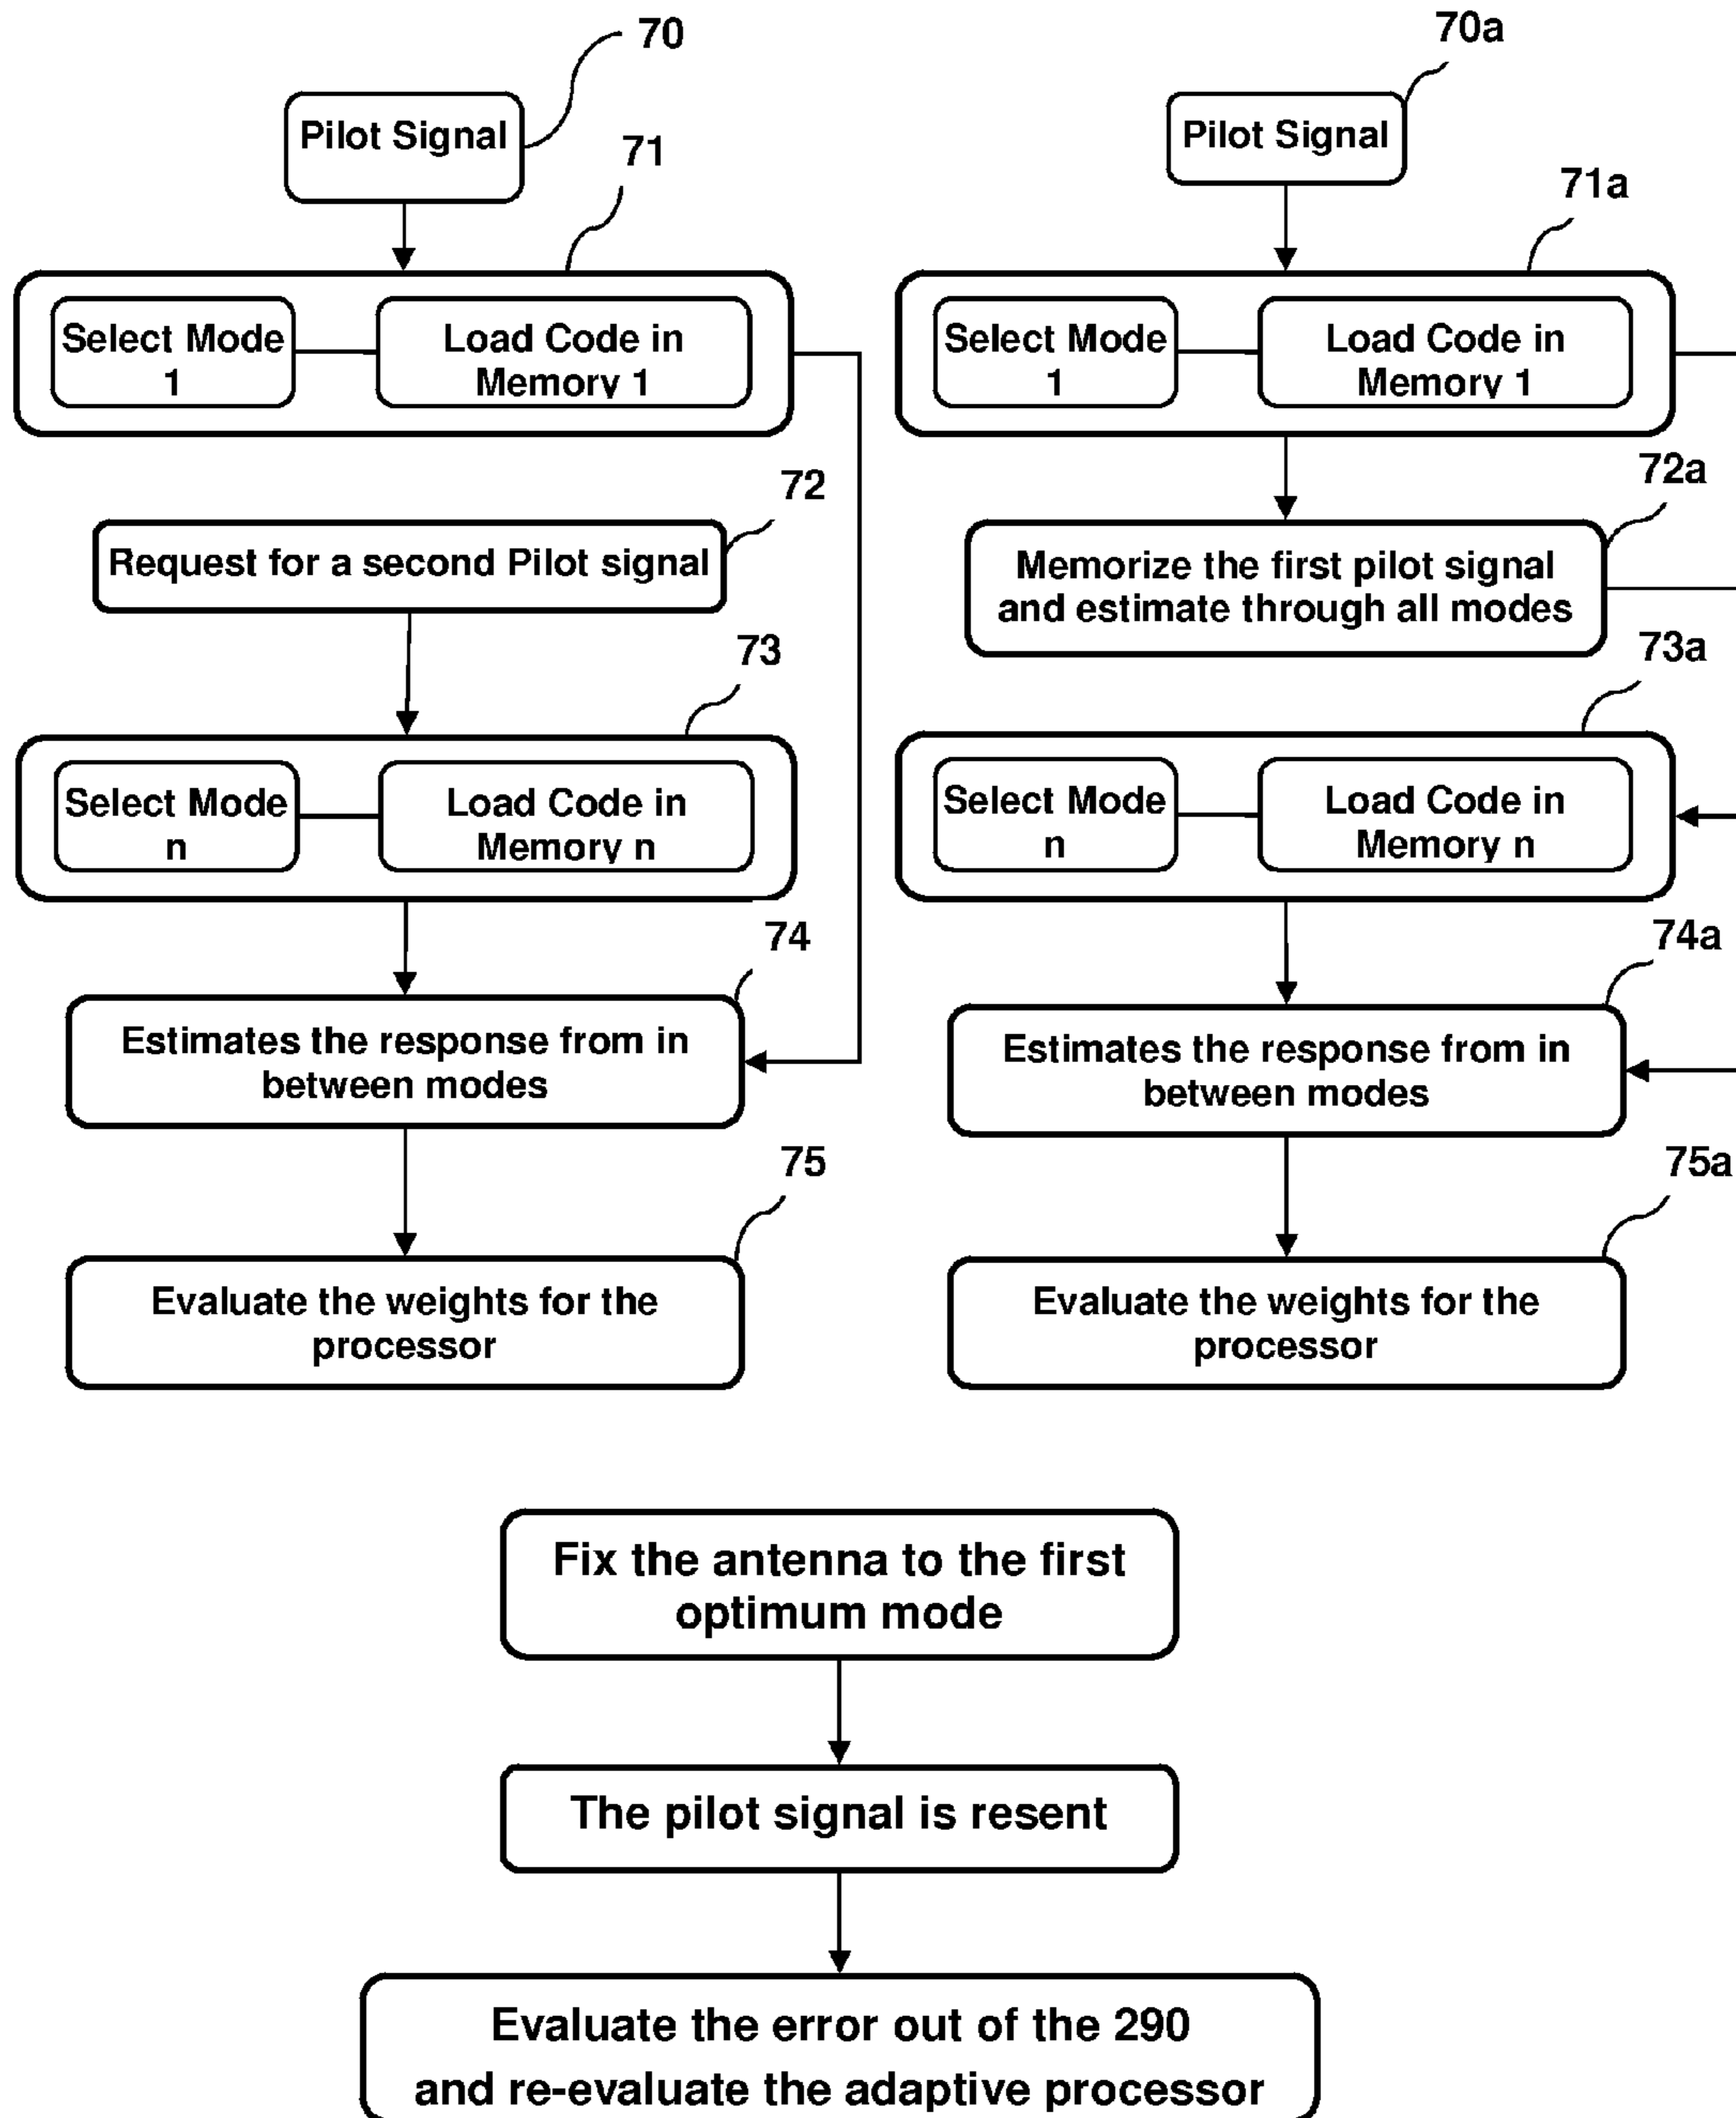 70
Pilot Signal
71
Select Mode
1
Load Code in
Memory 1
72
Request for a second Pilot signal
73
Select Mode
n
Load Code in
Memory n
74
Estimates the response from in
between modes
75
Evaluate the weights for the
processor
70a
Pilot Signal
71a
Select Mode
1
Load Code in
Memory 1
72a
Memorize the first pilot signal
and estimate through all modes
73a
Select Mode
n
Load Code in
Memory n
74a
Estimates the response from in
between modes
75a
Evaluate the weights for the
processor
Fix the antenna to the first
optimum mode
The pilot signal is resent
Evaluate the error out of the 290
and re-evaluate the adaptive processor